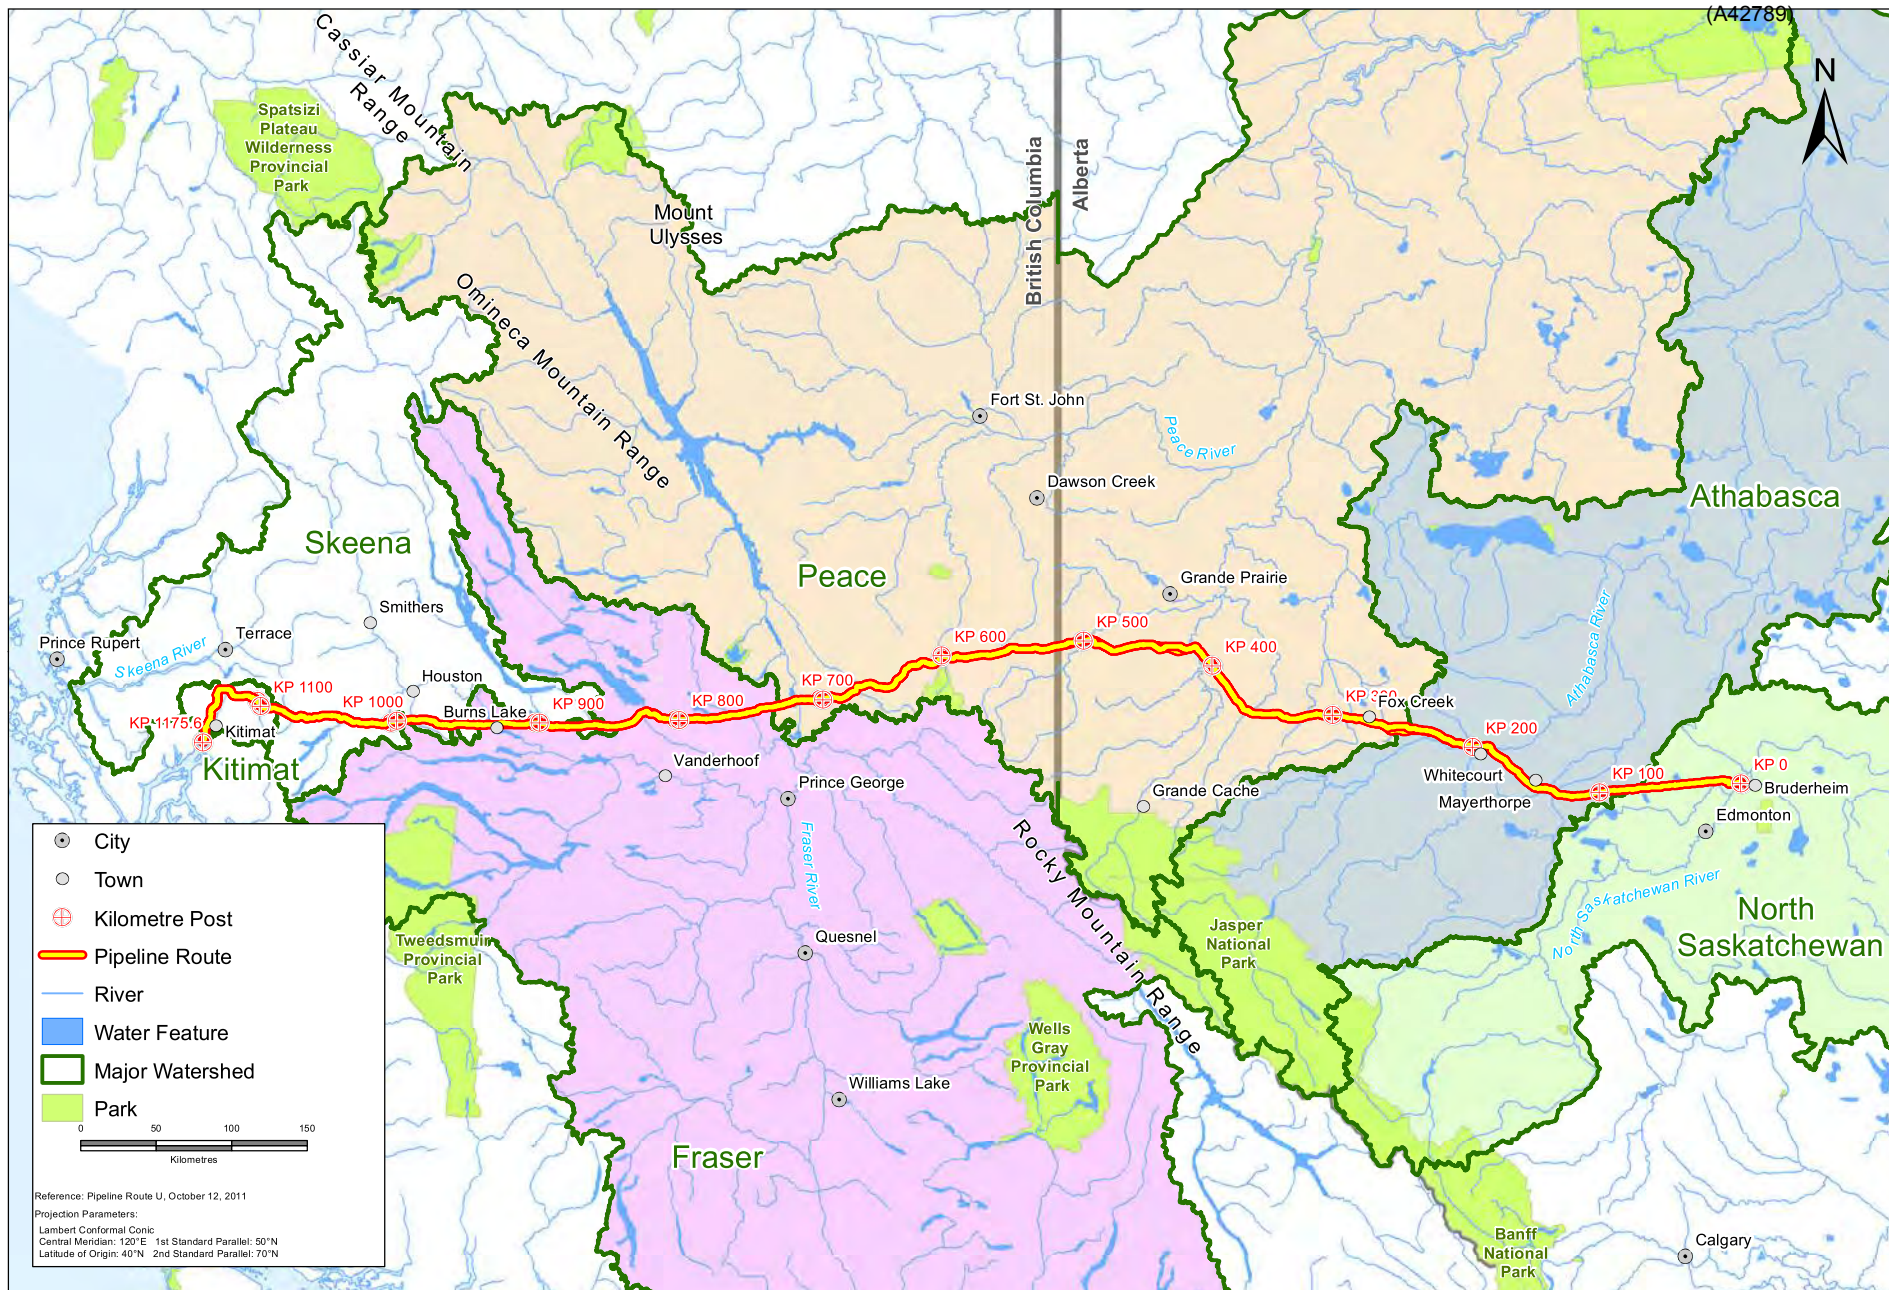 (A42789)
N
Cassiar Mountain
Range
Spatsizi
Plateau
Wilderness
Provincial
Park
Mount
Ulysses
British Columbia
Alberta
Omineca Mountain Range
Fort St. John
Peace River
Dawson Creek
Athabasca
Skeena
Peace
Grande Prairie
Athabasca River
Smithers
Prince Rupert
Terrace
Skeena River
KP 600
KP 500
KP 400
Houston
KP 1100
KP 1000
KP 900
KP 800
KP 700
Fox Creek
Burns Lake
KP 1175.6
Kitimat
KP 200
Kitimat
Vanderhoof
Prince George
Grande Cache
Whitecourt
Mayerthorpe
KP 100
KP 0
Bruderheim
Edmonton
Fraser River
Rocky Mountain Range
North Saskatchewan River
North
Saskatchewan
Quesnel
Tweedsmuir
Provincial
Park
Jasper
National
Park
Wells
Gray
Provincial
Park
Williams Lake
Fraser
Banff
National
Park
Calgary
City
Town
Kilometre Post
Pipeline Route
River
Water Feature
Major Watershed
Park
0 50 100 150
Kilometres
Reference: Pipeline Route U, October 12, 2011
Projection Parameters:
Lambert Conformal Conic
Central Meridian: 120°E 1st Standard Parallel: 50°N
Latitude of Origin: 40°N 2nd Standard Parallel: 70°N